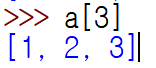 >>> a[3]
[1, 2, 3]